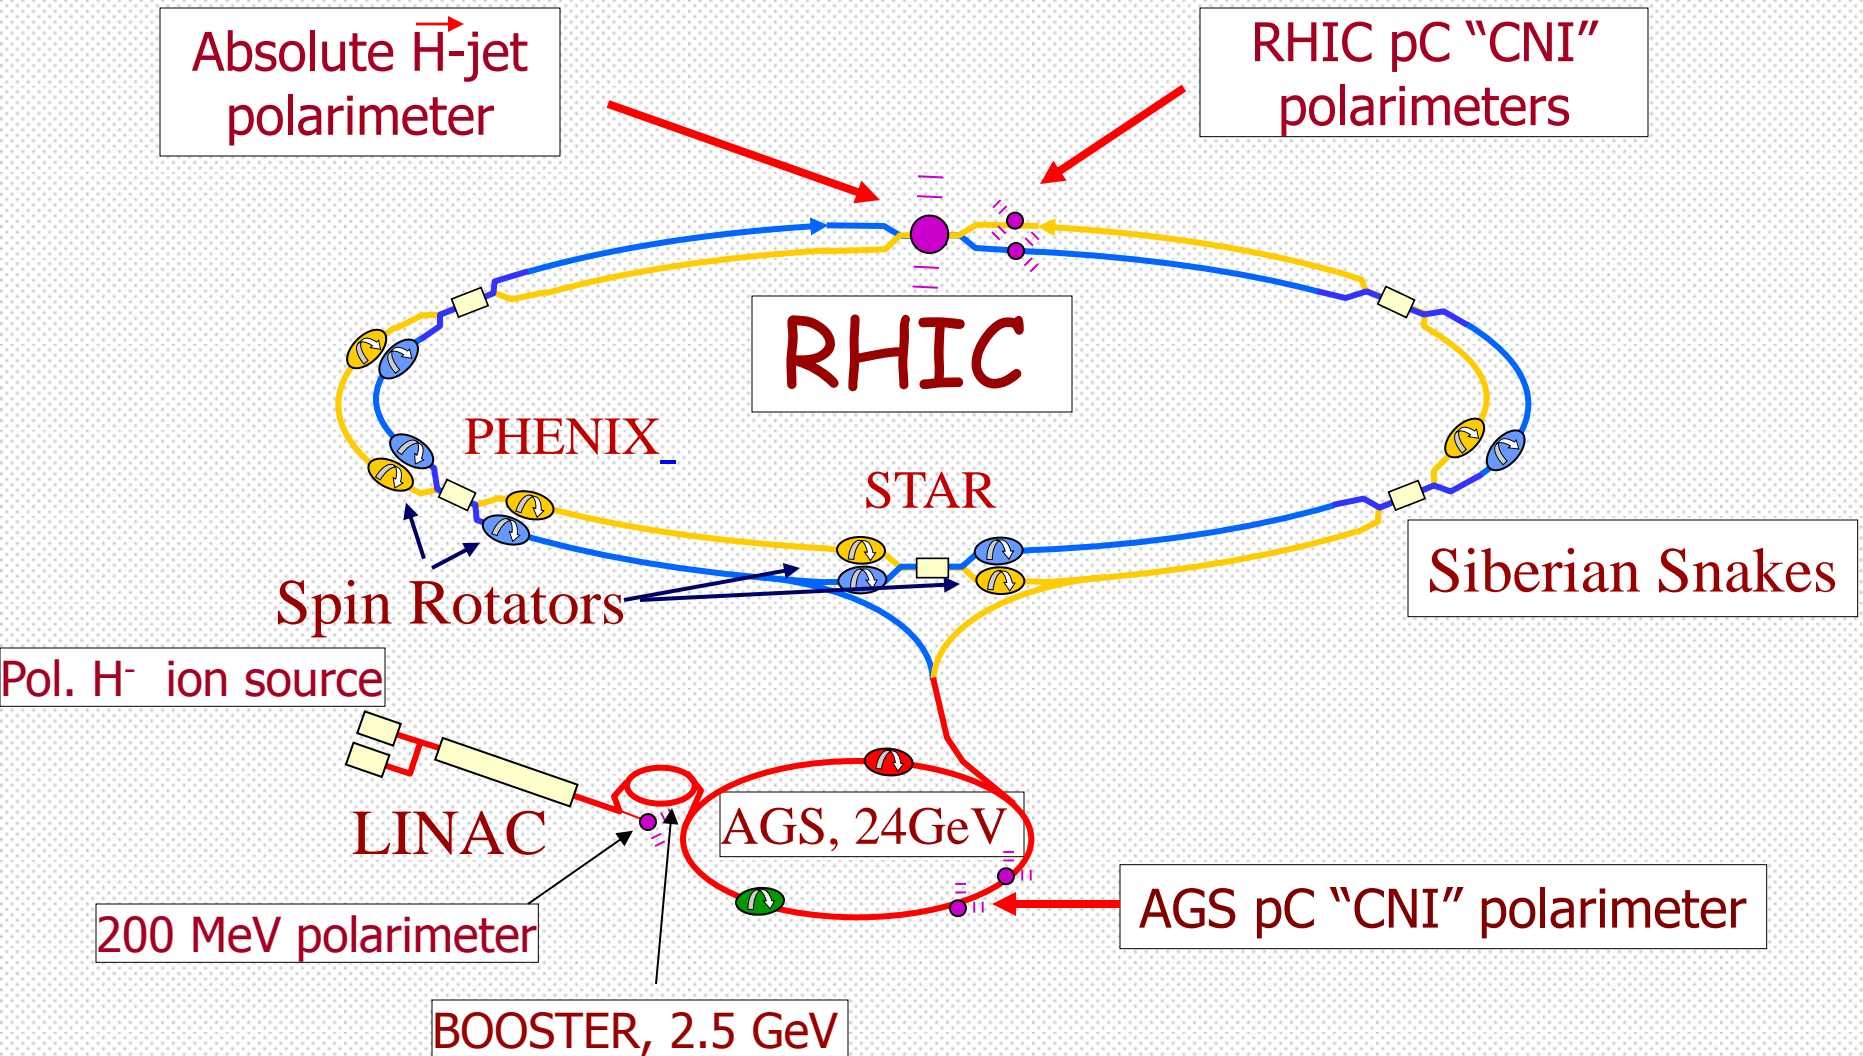 Absolute H-jet
polarimeter
RHIC pC “CNI”
polarimeters
RHIC
PHENIX
STAR
Siberian Snakes
Spin Rotators
Pol. H⁻ ion source
LINAC
AGS, 24GeV
200 MeV polarimeter
AGS pC “CNI” polarimeter
BOOSTER, 2.5 GeV